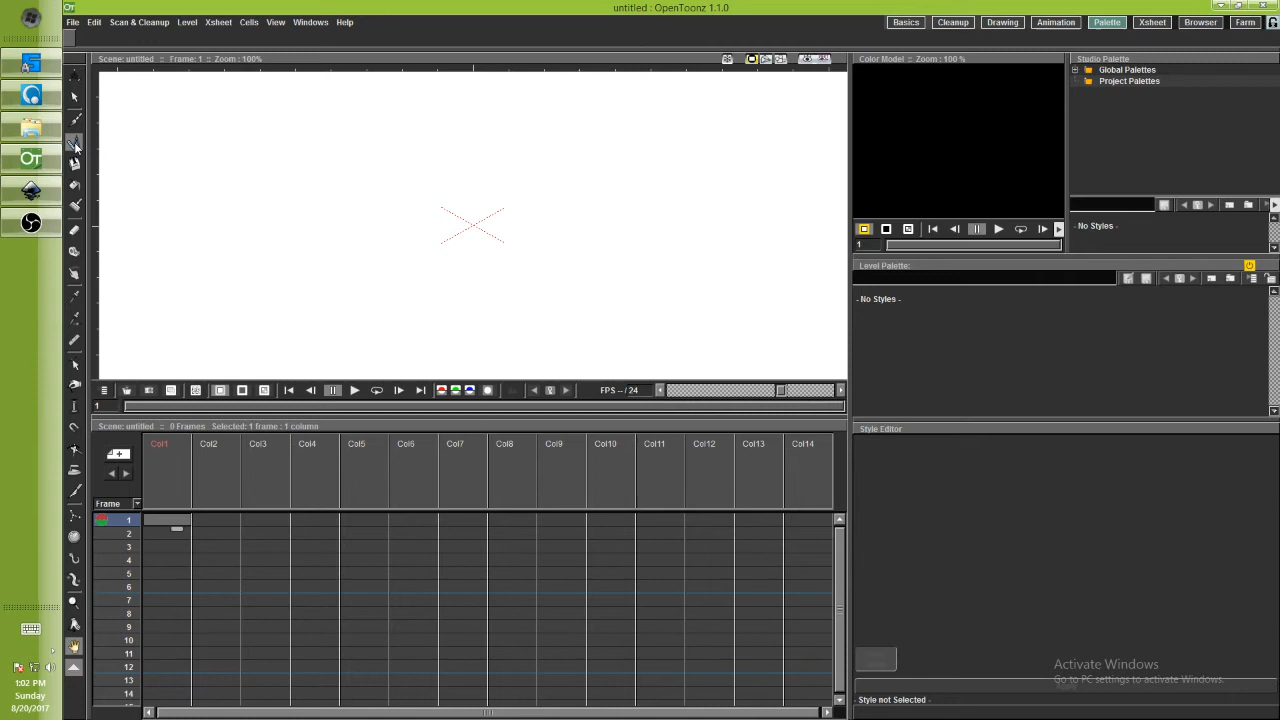 untitled : OpenToonz 1.1.0
File Edit Scan & Cleanup Level Xsheet Cells View Windows Help
Basics Cleanup Drawing Animation Palette Xsheet Browser Farm
Scene: untitled :: Frame: 1 :: Zoom : 100%
Color Model :: Zoom : 100 %
Studio Palette
Global Palettes
Project Palettes
- No Styles -
1
Level Palette:
- No Styles -
FPS -- / 24
1
Scene: untitled :: 0 Frames Selected: 1 frame : 1 column
Style Editor
Col1 Col2 Col3 Col4 Col5 Col6 Col7 Col8 Col9 Col10 Col11 Col12 Col13 Col14
Frame
1
2
3
4
5
6
7
8
9
10
11
12
13
14
Activate Windows
Go to PC settings to activate Windows.
Apply
Style not Selected
1:02 PM
Sunday
8/20/2017
OT
OT